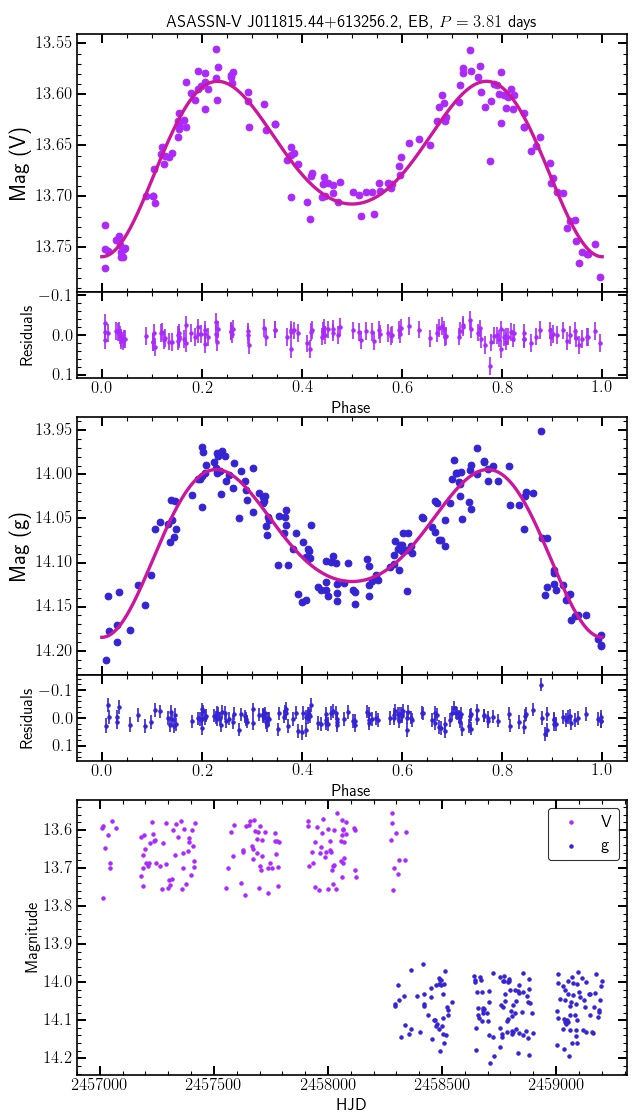 ASASSN-V J011815.44+613256.2, EB, P = 3.81 days
13.55
13.60
13.65
13.70
13.75
Mag (V)
−0.1
0.0
0.1
Residuals
0.0 0.2 0.4 0.6 0.8 1.0
Phase
13.95
14.00
14.05
14.10
14.15
14.20
Mag (g)
−0.1
0.0
0.1
Residuals
0.0 0.2 0.4 0.6 0.8 1.0
Phase
V
g
13.6
13.7
13.8
13.9
14.0
14.1
14.2
Magnitude
2457000 2457500 2458000 2458500 2459000
HJD